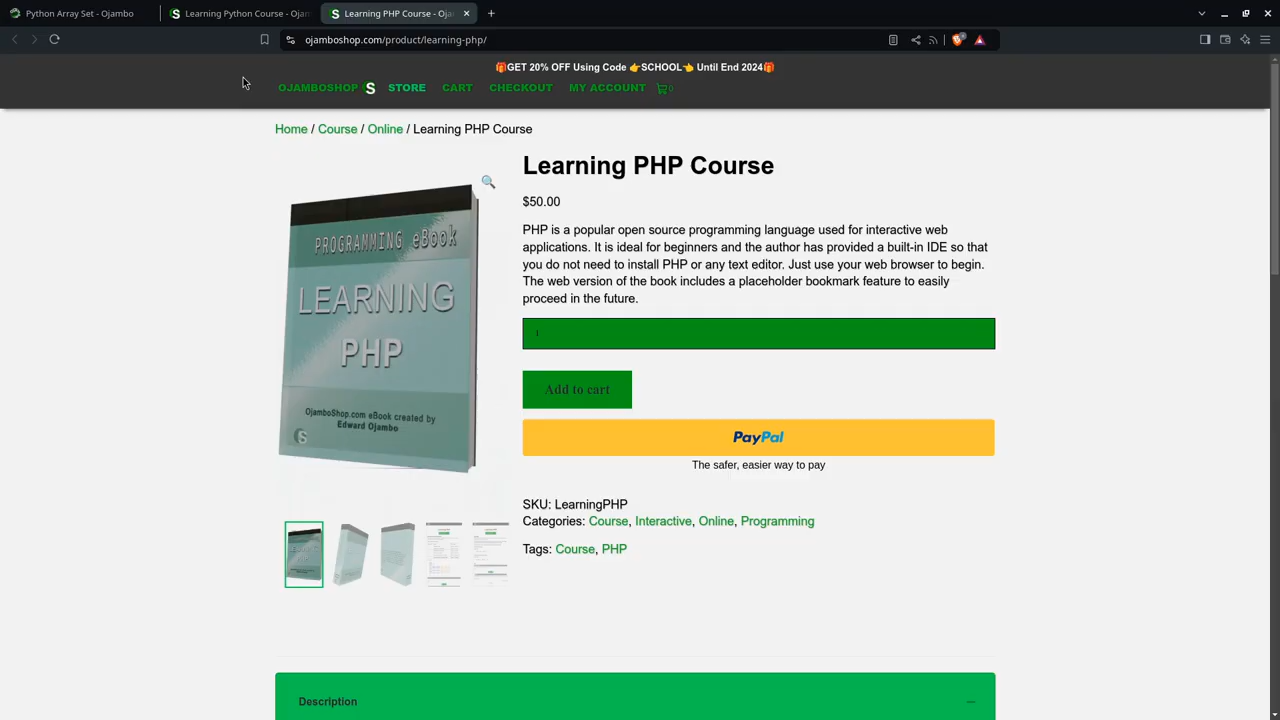 Python Array Set - Ojambo
Learning Python Course - Ojam
Learning PHP Course - Oja
ojamboshop.com/product/learning-php/
🎁GET 20% OFF Using Code 👉SCHOOL👈 Until End 2024🎁
OJAMBOSHOP S STORE CART CHECKOUT MY ACCOUNT 0
Home / Course / Online / Learning PHP Course
Learning PHP Course
$50.00
PHP is a popular open source programming language used for interactive web
applications. It is ideal for beginners and the author has provided a built-in IDE so that
you do not need to install PHP or any text editor. Just use your web browser to begin.
The web version of the book includes a placeholder bookmark feature to easily
proceed in the future.
1
Add to cart
PayPal
The safer, easier way to pay
SKU: LearningPHP
Categories: Course, Interactive, Online, Programming
Tags: Course, PHP
PROGRAMMING eBook
LEARNING
PHP
OjamboShop.com eBook created by
Edward Ojambo
S
Description